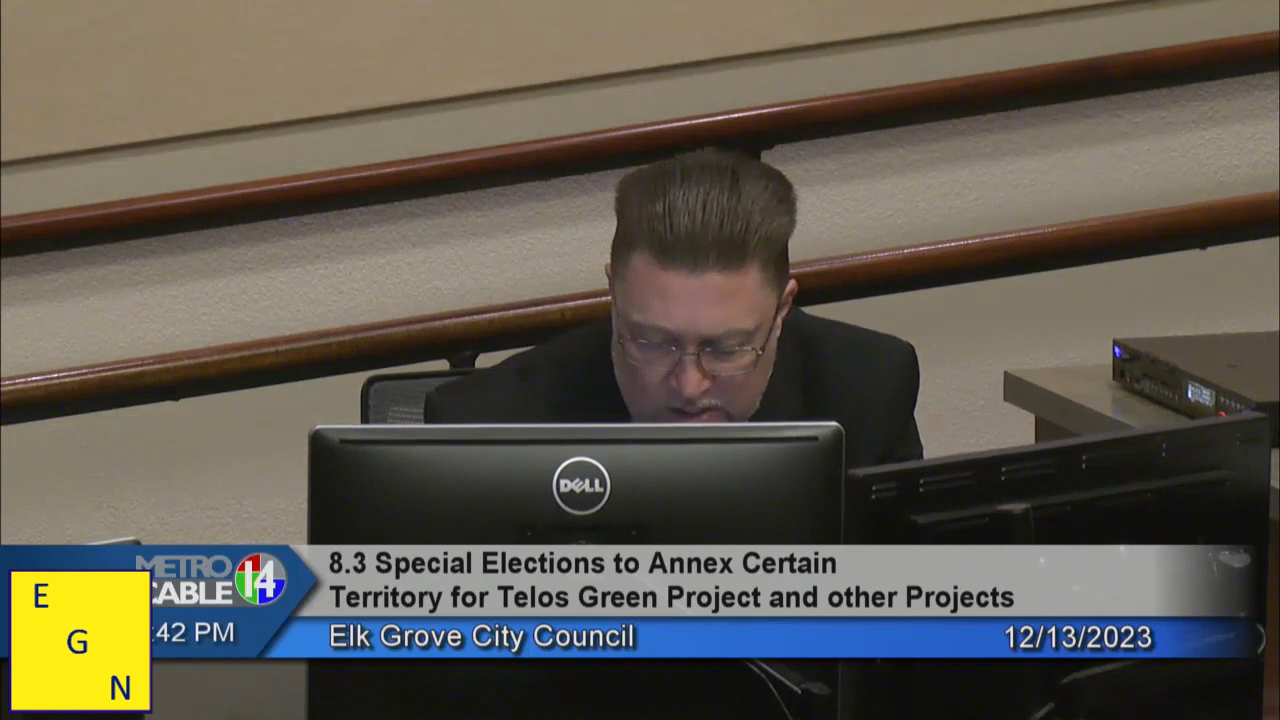 DELL
8.3 Special Elections to Annex Certain
Territory for Telos Green Project and other Projects
METRO
CABLE 14
:42 PM
Elk Grove City Council
12/13/2023
E
G
N